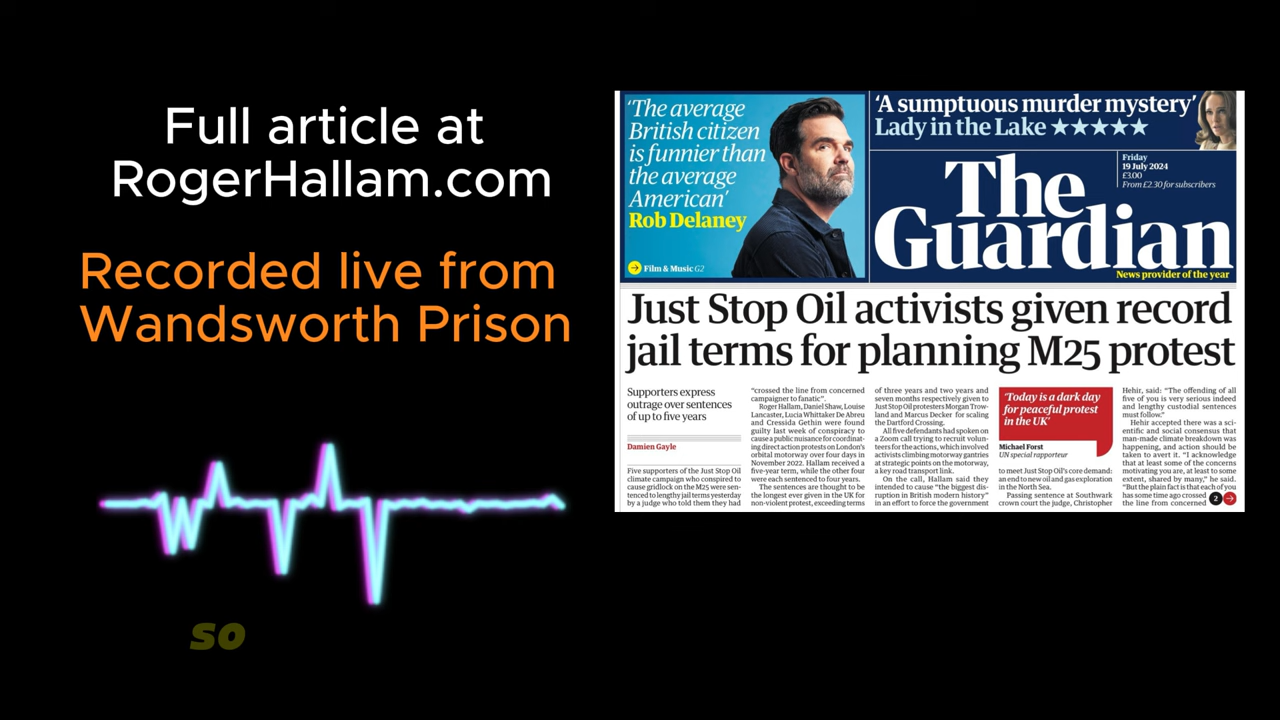 Full article at
RogerHallam.com
Recorded live from
Wandsworth Prison
so
'The average
British citizen
is funnier than
the average
American'
Rob Delaney
Film & Music G2
'A sumptuous murder mystery'
Lady in the Lake ★★★★★
Friday
19 July 2024
£3.00
From £2.30 for subscribers
The
Guardian
News provider of the year
Just Stop Oil activists given record
jail terms for planning M25 protest
Supporters express
outrage over sentences
of up to five years
Damien Gayle
Five supporters of the Just Stop Oil
climate campaign who conspired to
cause gridlock on the M25 were sen-
tenced to lengthy jail terms yesterday
by a judge who told them they had
"crossed the line from concerned
campaigner to fanatic".
Roger Hallam, Daniel Shaw, Louise
Lancaster, Lucia Whittaker De Abreu
and Cressida Gethin were found
guilty last week of conspiracy to
cause a public nuisance for coordinat-
ing direct action protests on London's
orbital motorway over four days in
November 2022. Hallam received a
five-year term, while the other four
were each sentenced to four years.
The sentences are thought to be
the longest ever given in the UK for
non-violent protest, exceeding terms
of three years and two years and
seven months respectively given to
Just Stop Oil protesters Morgan Trow-
land and Marcus Decker for scaling
the Dartford Crossing.
All five defendants had spoken on
a Zoom call trying to recruit volun-
teers for the actions, which involved
activists climbing motorway gantries
at strategic points on the motorway,
a key road transport link.
On the call, Hallam said they
intended to cause "the biggest dis-
ruption in British modern history"
in an effort to force the government
'Today is a dark day
for peaceful protest
in the UK'
Michael Forst
UN special rapporteur
to meet Just Stop Oil's core demand:
an end to new oil and gas exploration
in the North Sea.
Passing sentence at Southwark
crown court the judge, Christopher
Hehir, said: "The offending of all
five of you is very serious indeed
and lengthy custodial sentences
must follow."
Hehir accepted there was a sci-
entific and social consensus that
man-made climate breakdown was
happening, and action should be
taken to avert it. "I acknowledge
that at least some of the concerns
motivating you are, at least to some
extent, shared by many," he said.
"But the plain fact is that each of you
has some time ago crossed
the line from concerned
2